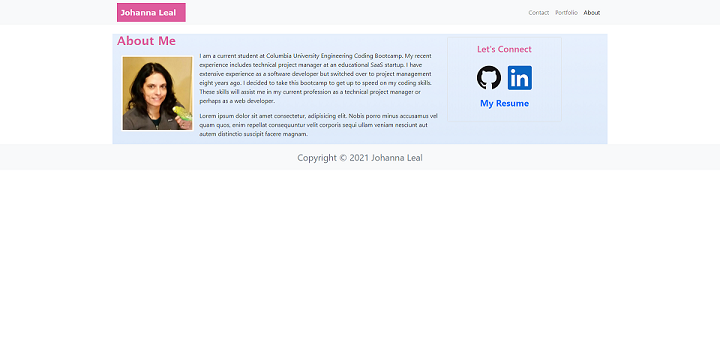 Johanna Leal
Contact Portfolio About
About Me
I am a current student at Columbia University Engineering Coding Bootcamp. My recent
experience includes technical project manager at an educational SaaS startup. I have
extensive experience as a software developer but switched over to project management
eight years ago. I decided to take this bootcamp to get up to speed on my coding skills.
These skills will assist me in my current profession as a technical project manager or
perhaps as a web developer.
Lorem ipsum dolor sit amet consectetur, adipisicing elit. Nobis porro minus accusamus vel
quam quos, enim repellat consequuntur velit corporis sequi ullam veniam nesciunt aut
autem distinctio suscipit facere magnam.
Let's Connect
in
My Resume
Copyright © 2021 Johanna Leal